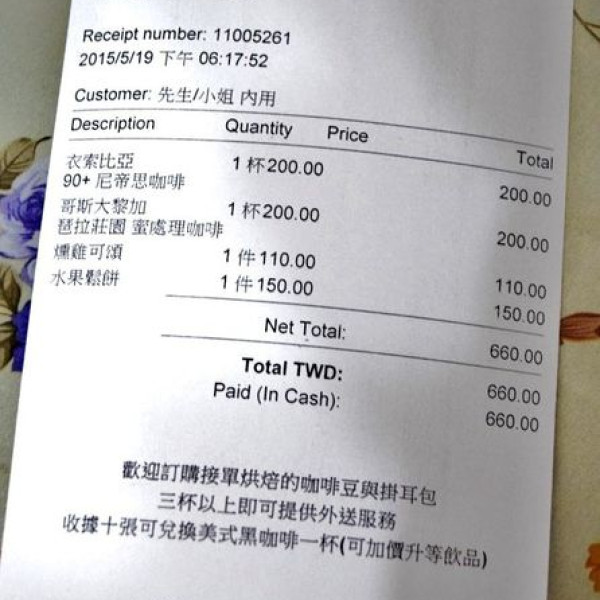 Receipt number: 11005261
2015/5/19 下午 06:17:52
Customer: 先生/小姐 內用
Description Quantity Price Total
衣索比亞 1 杯200.00 200.00
90+ 尼帝思咖啡
哥斯大黎加 1 杯200.00 200.00
琶拉莊園 蜜處理咖啡
燻雞可頌 1 件110.00 110.00
水果鬆餅 1 件150.00 150.00
Net Total: 660.00
Total TWD: 660.00
Paid (In Cash): 660.00
歡迎訂購接單烘焙的咖啡豆與掛耳包
三杯以上即可提供外送服務
收據十張可兌換美式黑咖啡一杯(可加價升等飲品)